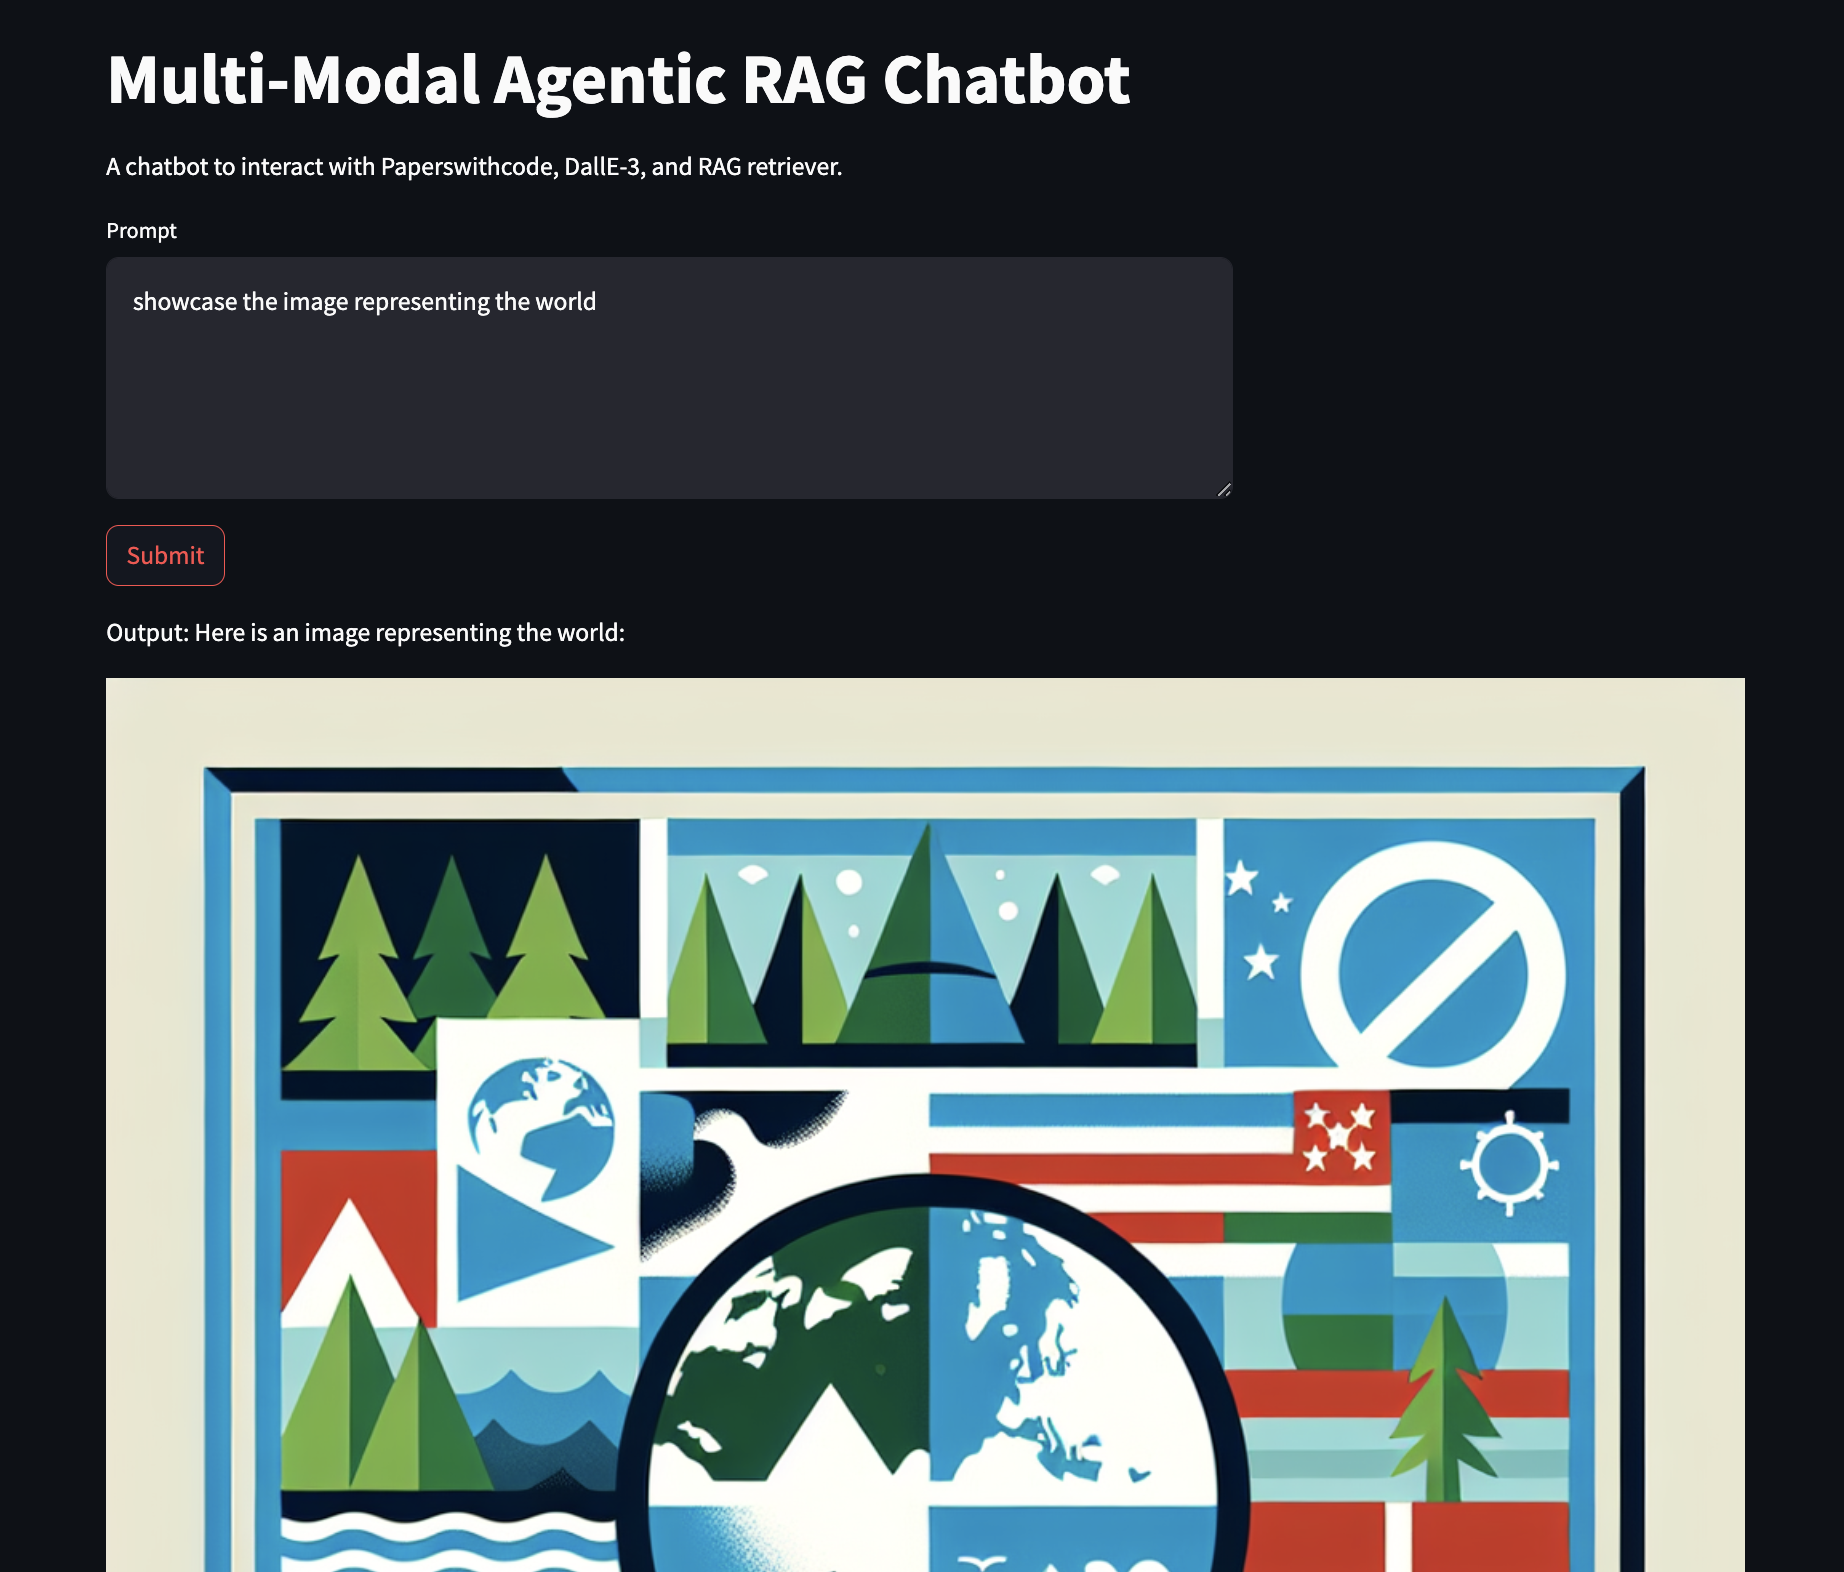 Multi-Modal Agentic RAG Chatbot
A chatbot to interact with Paperswithcode, DallE-3, and RAG retriever.
Prompt
showcase the image representing the world
Submit
Output: Here is an image representing the world: